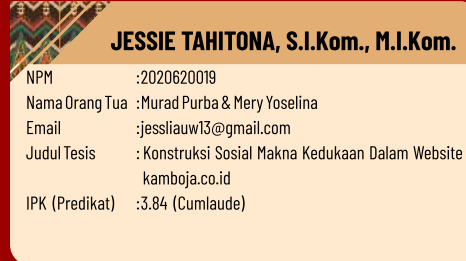 JESSIE TAHITONA, S.I.Kom., M.I.Kom.
NPM :2020620019
Nama Orang Tua :Murad Purba & Mery Yoselina
Email :jessliauw13@gmail.com
Judul Tesis : Konstruksi Sosial Makna Kedukaan Dalam Website
kamboja.co.id
IPK (Predikat) :3.84 (Cumlaude)